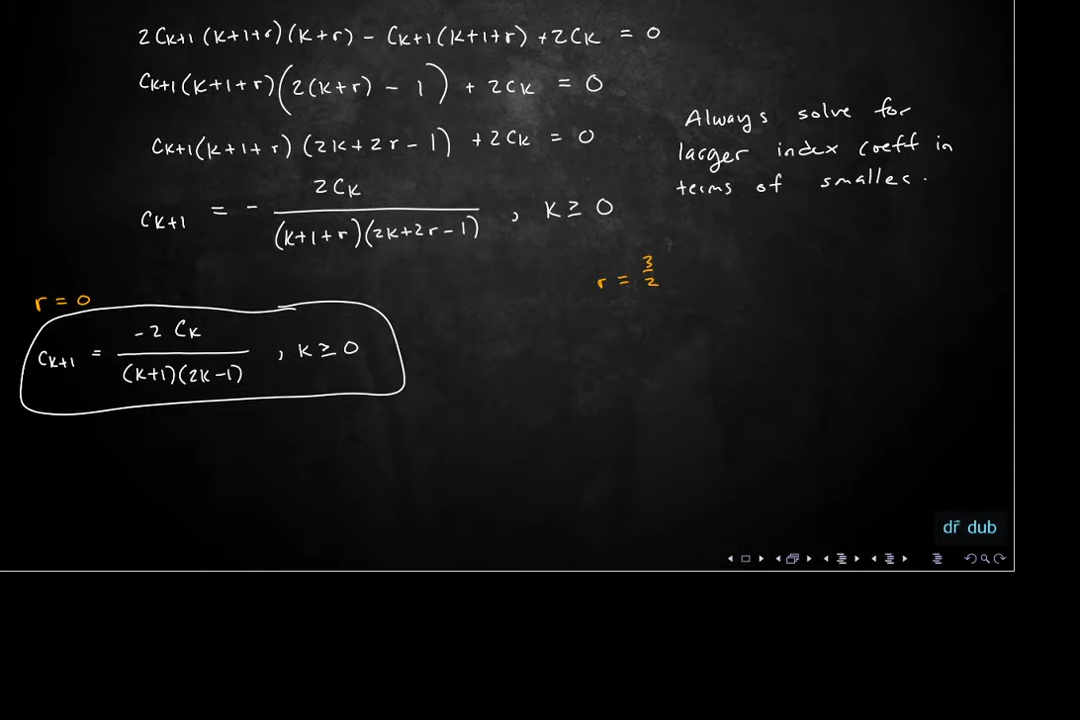 2Ck+1 (k+1+r)(k+r) - Ck+1(k+1+r) +2Ck = 0
Ck+1(k+1+r)(2(k+r) - 1) + 2Ck = 0
Ck+1(k+1+r) (2k+2r-1) +2Ck = 0
Ck+1 = - 2Ck / (k+1+r)(2k+2r-1) , k ≥ 0
Always solve for
larger index coeff in
terms of smaller.
r = 0
Ck+1 = -2 Ck / (k+1)(2k-1) , k ≥ 0
r = 3/2
dr dub